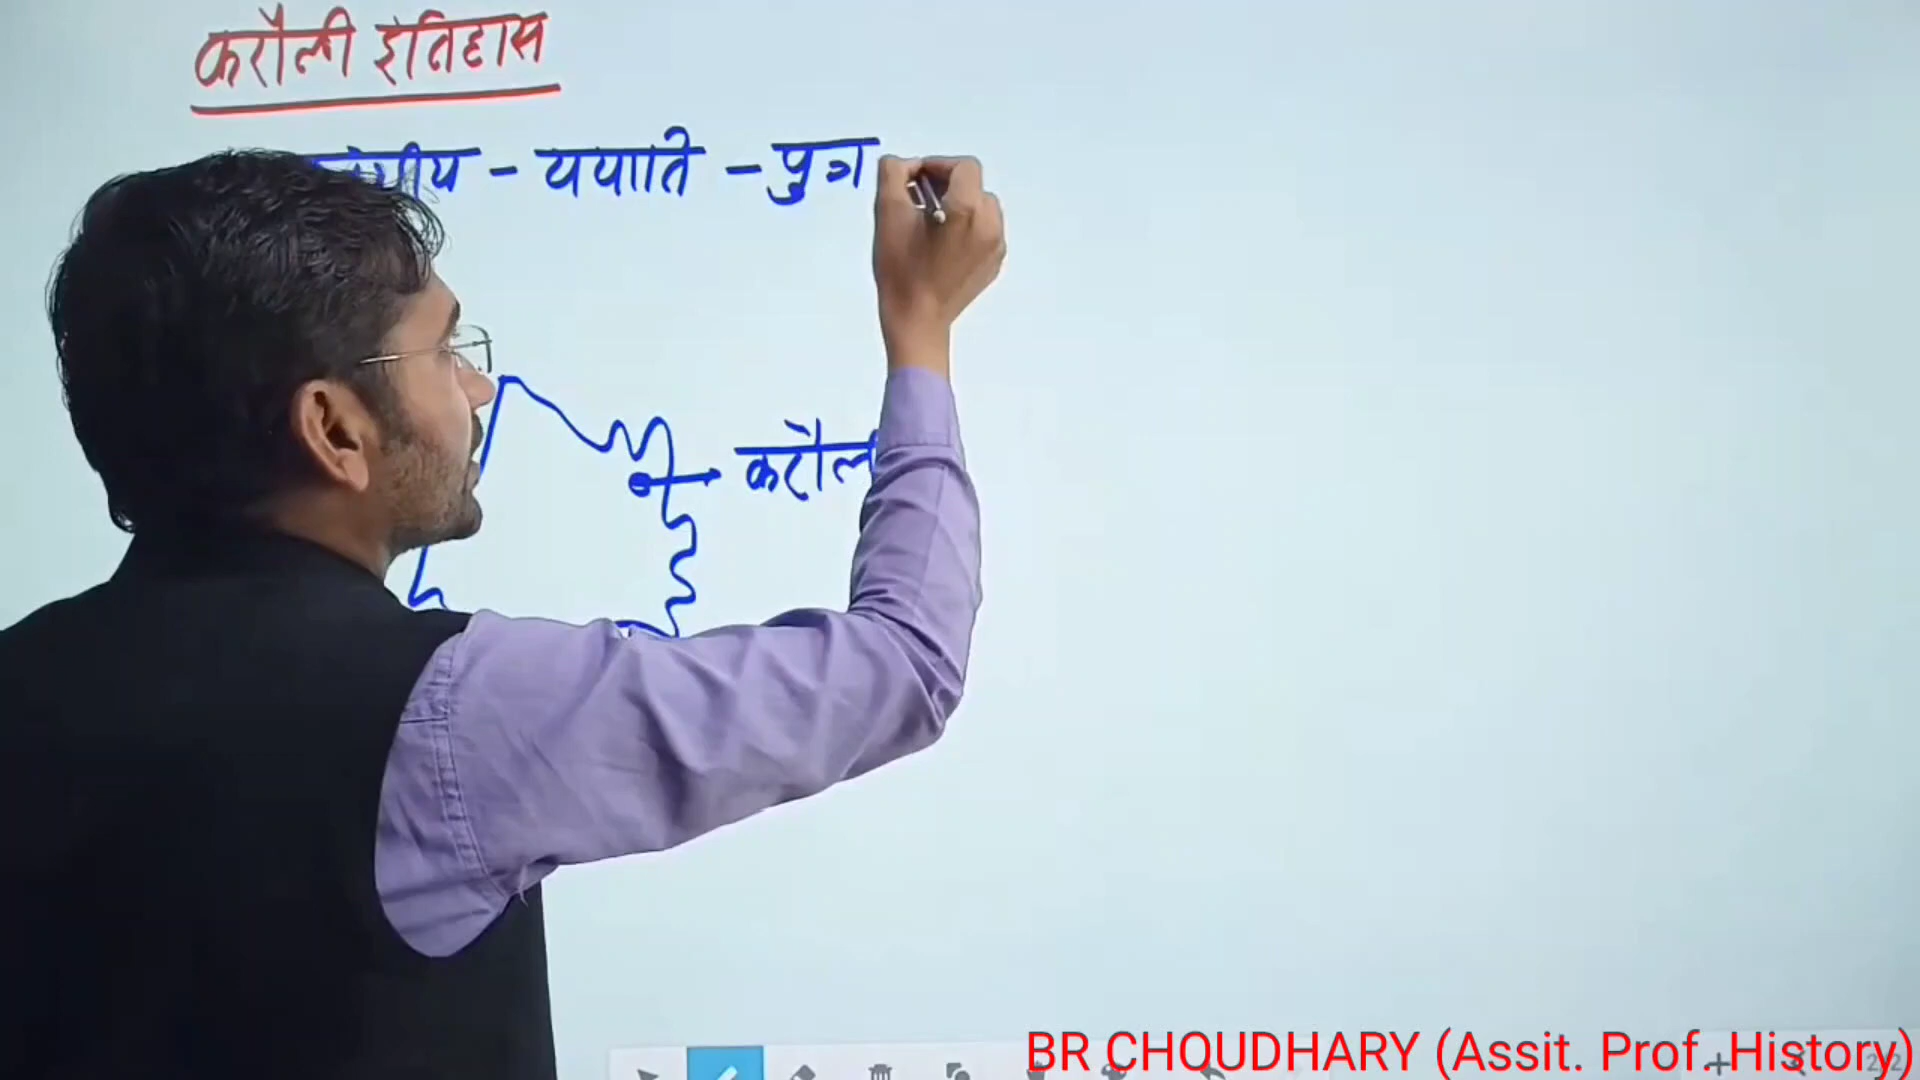 करौली इतिहास
- ययाति - पुत्र
करौल
BR CHOUDHARY (Assit. Prof. History)